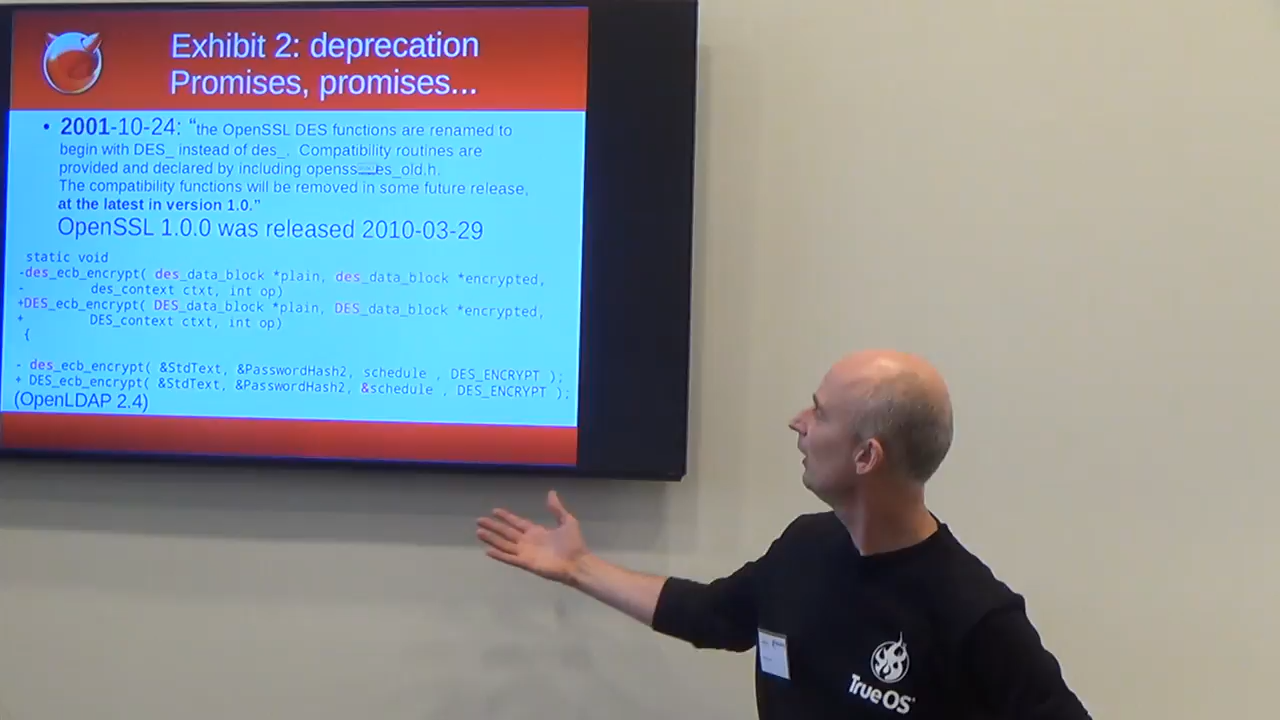 Exhibit 2: deprecation
Promises, promises...
• 2001-10-24: “the OpenSSL DES functions are renamed to
begin with DES_ instead of des_. Compatibility routines are
provided and declared by including openss es_old.h.
The compatibility functions will be removed in some future release,
at the latest in version 1.0.”
OpenSSL 1.0.0 was released 2010-03-29
static void
-des_ecb_encrypt( des_data_block *plain, des_data_block *encrypted,
- des_context ctxt, int op)
+DES_ecb_encrypt( DES_data_block *plain, DES_data_block *encrypted,
+ DES_context ctxt, int op)
{
- des_ecb_encrypt( &StdText, &PasswordHash2, schedule , DES_ENCRYPT );
+ DES_ecb_encrypt( &StdText, &PasswordHash2, &schedule , DES_ENCRYPT );
(OpenLDAP 2.4)
TrueOS